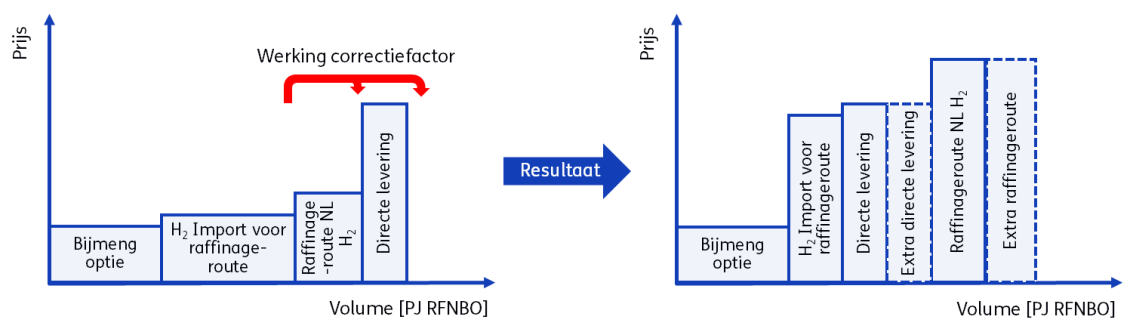 Prijs
Werking correctiefactor
Bijmeng
optie
H₂ Import voor
raffinage-
route
Raffinage
-route NL
H₂
Directe levering
Volume [PJ RFNBO]
Resultaat
Prijs
Bijmeng
optie
H₂ Import voor
raffinageroute
Directe levering
Extra directe levering
Raffinageroute NL H₂
Extra raffinageroute
Volume [PJ RFNBO]